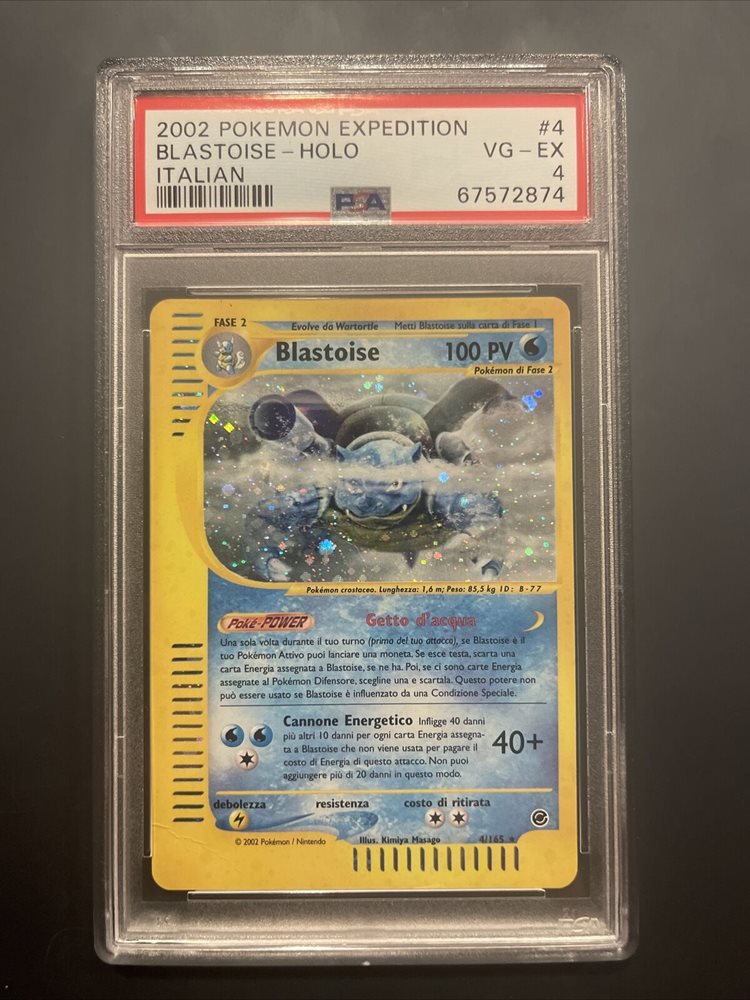 2002 POKEMON EXPEDITION #4
BLASTOISE-HOLO VG-EX
ITALIAN 4
PSA 67572874
FASE 2 Evolve da Wartortle Metti Blastoise sulla carta di Fase 1
Blastoise 100 PV
Pokémon di Fase 2
Pokémon crostaceo. Lunghezza: 1,6 m; Peso: 85,5 kg ID: B-77
Poké-POWER Getto d'acqua
Una sola volta durante il tuo turno (prima del tuo attacco), se Blastoise è il
tuo Pokémon Attivo puoi lanciare una moneta. Se esce testa, scarta una
carta Energia assegnata a Blastoise, se ne ha. Poi, se ci sono carte Energia
assegnate al Pokémon Difensore, scegline una e scartala. Questo potere non
può essere usato se Blastoise è influenzato da una Condizione Speciale.
Cannone Energetico Infligge 40 danni
più altri 10 danni per ogni carta Energia assegna-
ta a Blastoise che non viene usata per pagare il
costo di Energia di questo attacco. Non puoi
aggiungere più di 20 danni in questo modo.
40+
debolezza resistenza costo di ritirata
© 2002 Pokémon / Nintendo Illus. Kimiya Masago 4/165 ★
PSA